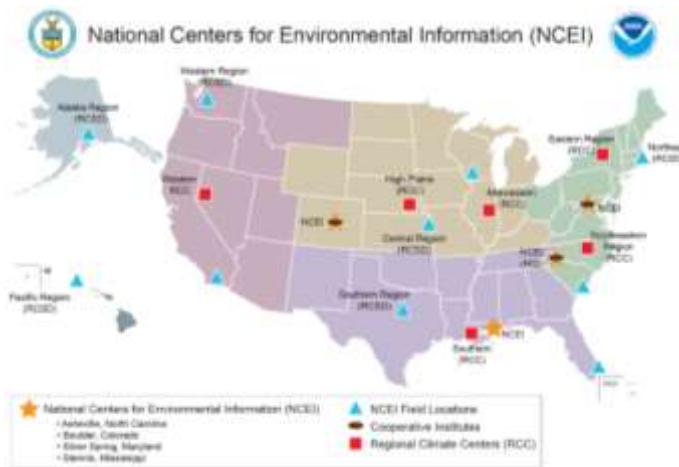 National Centers for Environmental Information (NCEI)
Western Region
(RCSD)
Alaska Region
(RCSD)
Eastern Region
(RCC)
Northeast
(RCSD)
Western
RCC
High Plains
(RCC)
Midwestern
(RCC)
NCEI
NCEI
Central Region
(RCSD)
NCEI
Southeastern
Region
(RCC)
Pacific Region
(RCSD)
Southern Region
(RCSD)
NCEI
Southern
(RCC)
National Centers for Environmental Information (NCEI)
• Asheville, North Carolina
• Boulder, Colorado
• Silver Spring, Maryland
• Stennis, Mississippi
NCEI Field Locations
Cooperative Institutes
Regional Climate Centers (RCC)